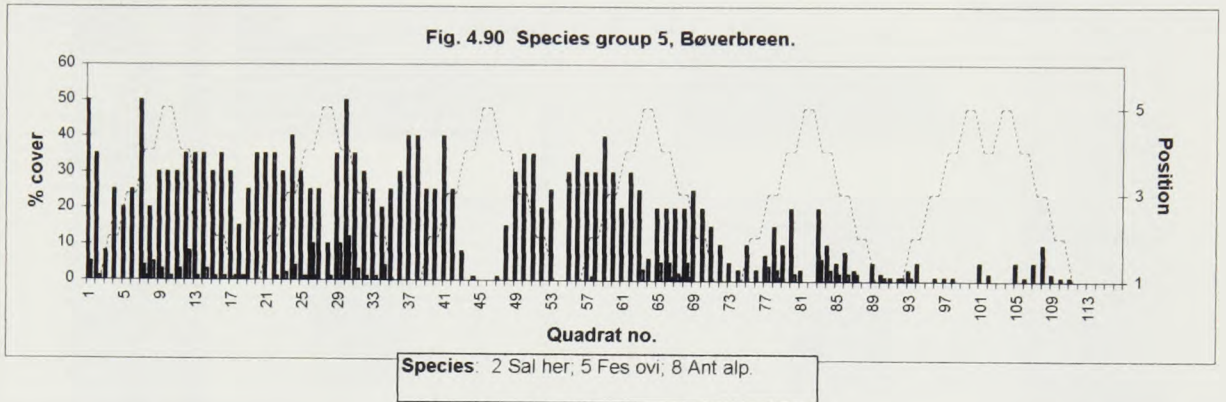 Fig. 4.90 Species group 5, Bøverbreen.
% cover
60
50
40
30
20
10
0
Position
5
3
1
1 5 9 13 17 21 25 29 33 37 41 45 49 53 57 61 65 69 73 77 81 85 89 93 97 101 105 109 113
Quadrat no.
Species: 2 Sal her; 5 Fes ovi; 8 Ant alp.